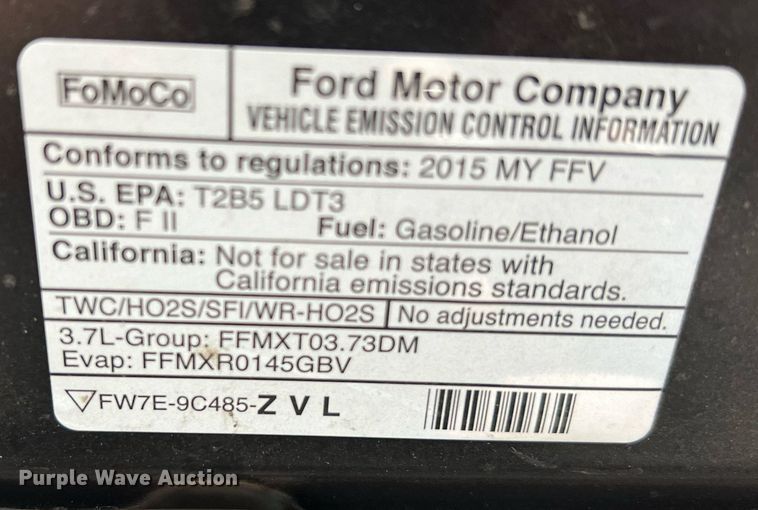 FoMoCo
Ford Motor Company
VEHICLE EMISSION CONTROL INFORMATION
Conforms to regulations: 2015 MY FFV
U.S. EPA: T2B5 LDT3
OBD: F II Fuel: Gasoline/Ethanol
California: Not for sale in states with
California emissions standards.
TWC/HO2S/SFI/WR-HO2S No adjustments needed.
3.7L-Group: FFMXT03.73DM
Evap: FFMXR0145GBV
FW7E-9C485-Z V L
Purple Wave Auction